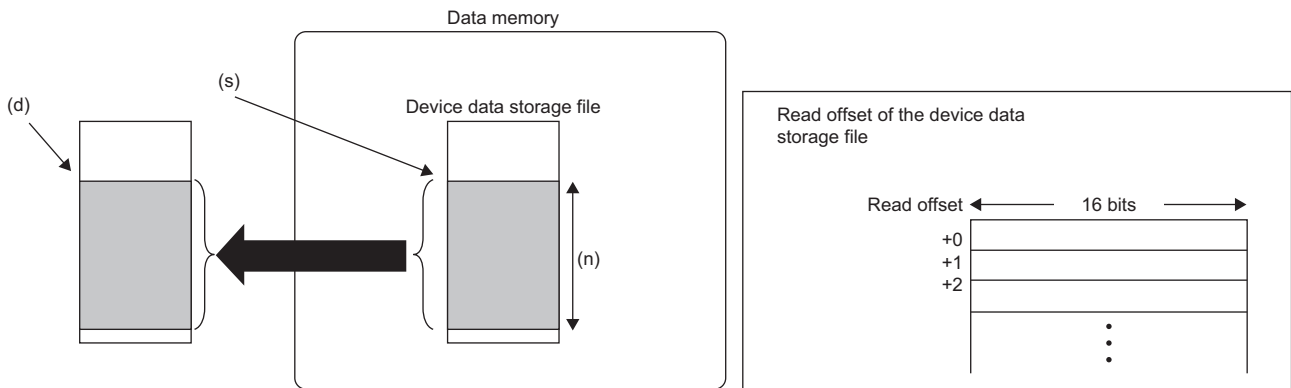 Data memory
(s)
(d)
Device data storage file
(n)
Read offset of the device data
storage file
Read offset
16 bits
+0
+1
+2